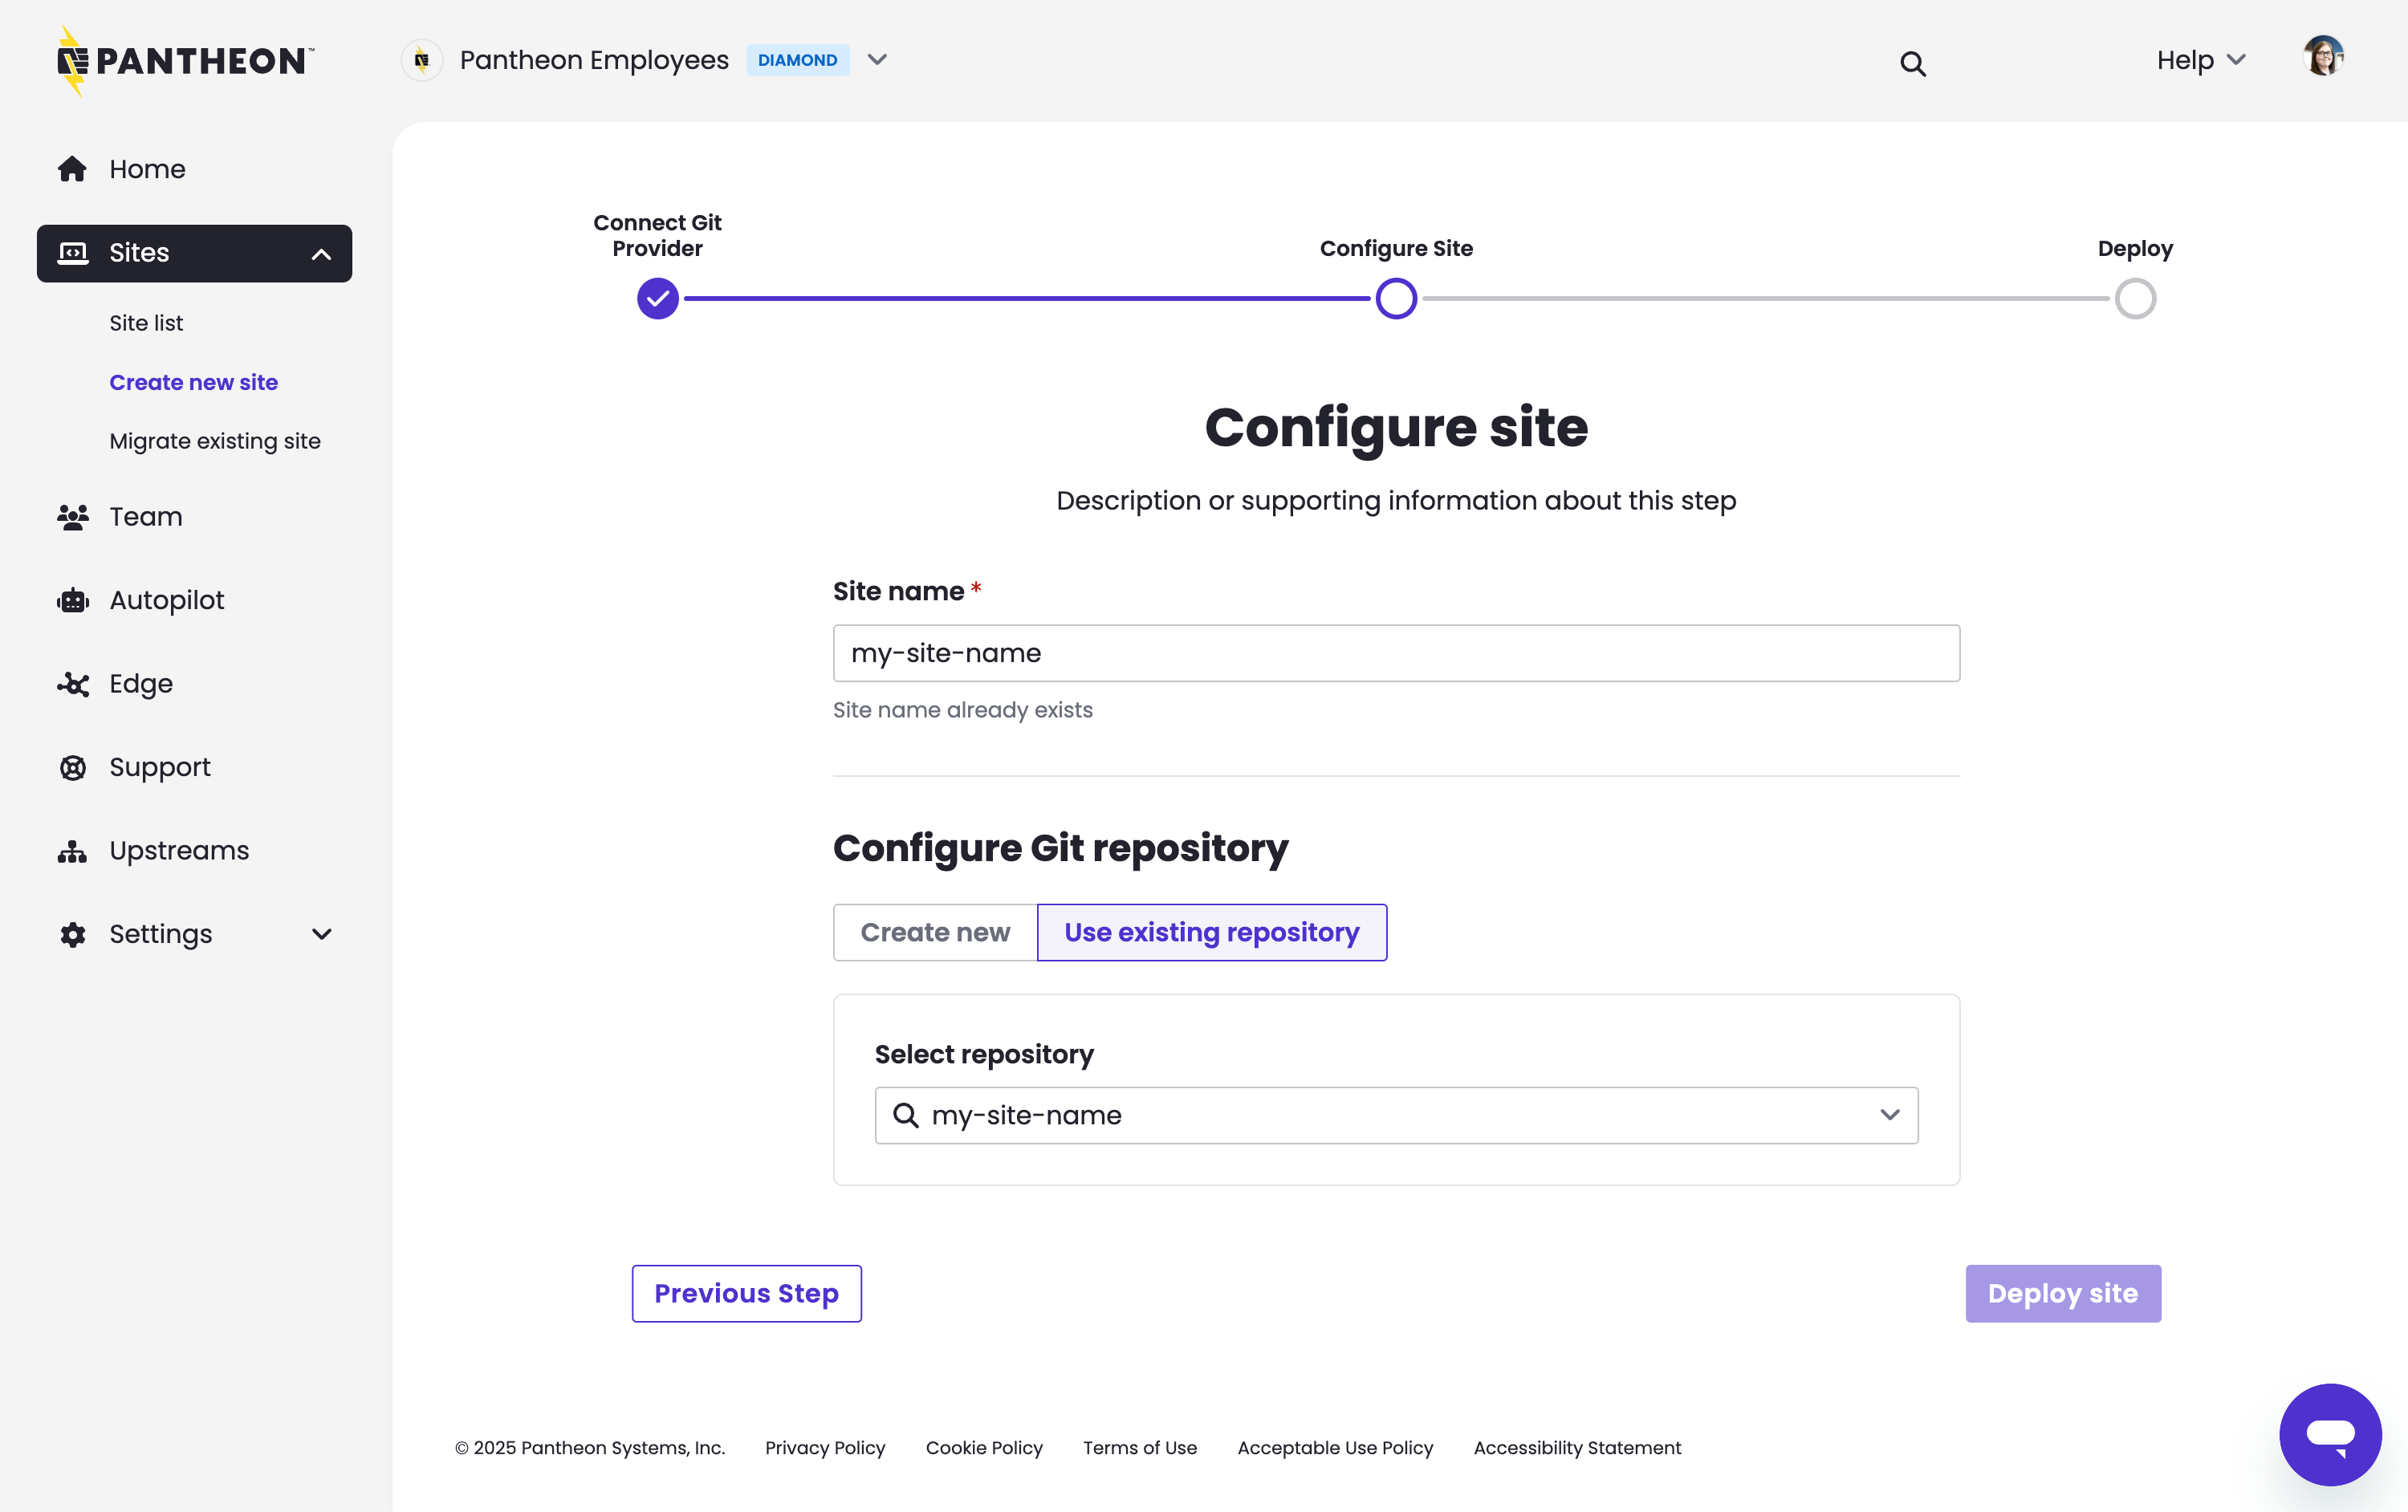 PANTHEON™
Pantheon Employees DIAMOND
Help
Home
Sites
Site list
Create new site
Migrate existing site
Team
Autopilot
Edge
Support
Upstreams
Settings
Connect Git
Provider
Configure Site
Deploy
Configure site
Description or supporting information about this step
Site name *
my-site-name
Site name already exists
Configure Git repository
Create new
Use existing repository
Select repository
my-site-name
Previous Step
Deploy site
© 2025 Pantheon Systems, Inc. Privacy Policy Cookie Policy Terms of Use Acceptable Use Policy Accessibility Statement